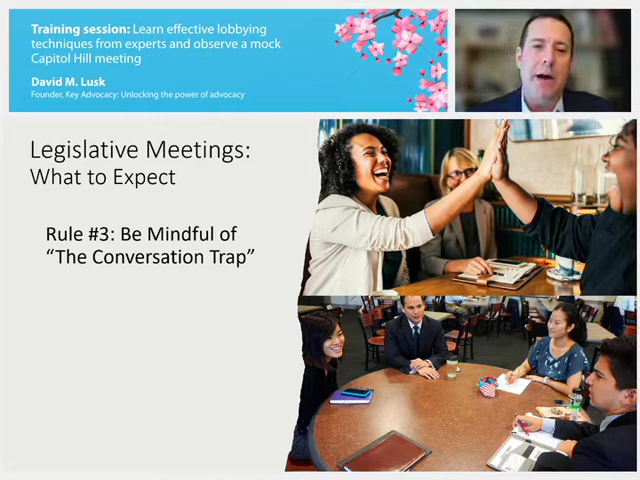 Training session: Learn effective lobbying
techniques from experts and observe a mock
Capitol Hill meeting
David M. Lusk
Founder, Key Advocacy: Unlocking the power of advocacy
Legislative Meetings:
What to Expect
Rule #3: Be Mindful of
“The Conversation Trap”